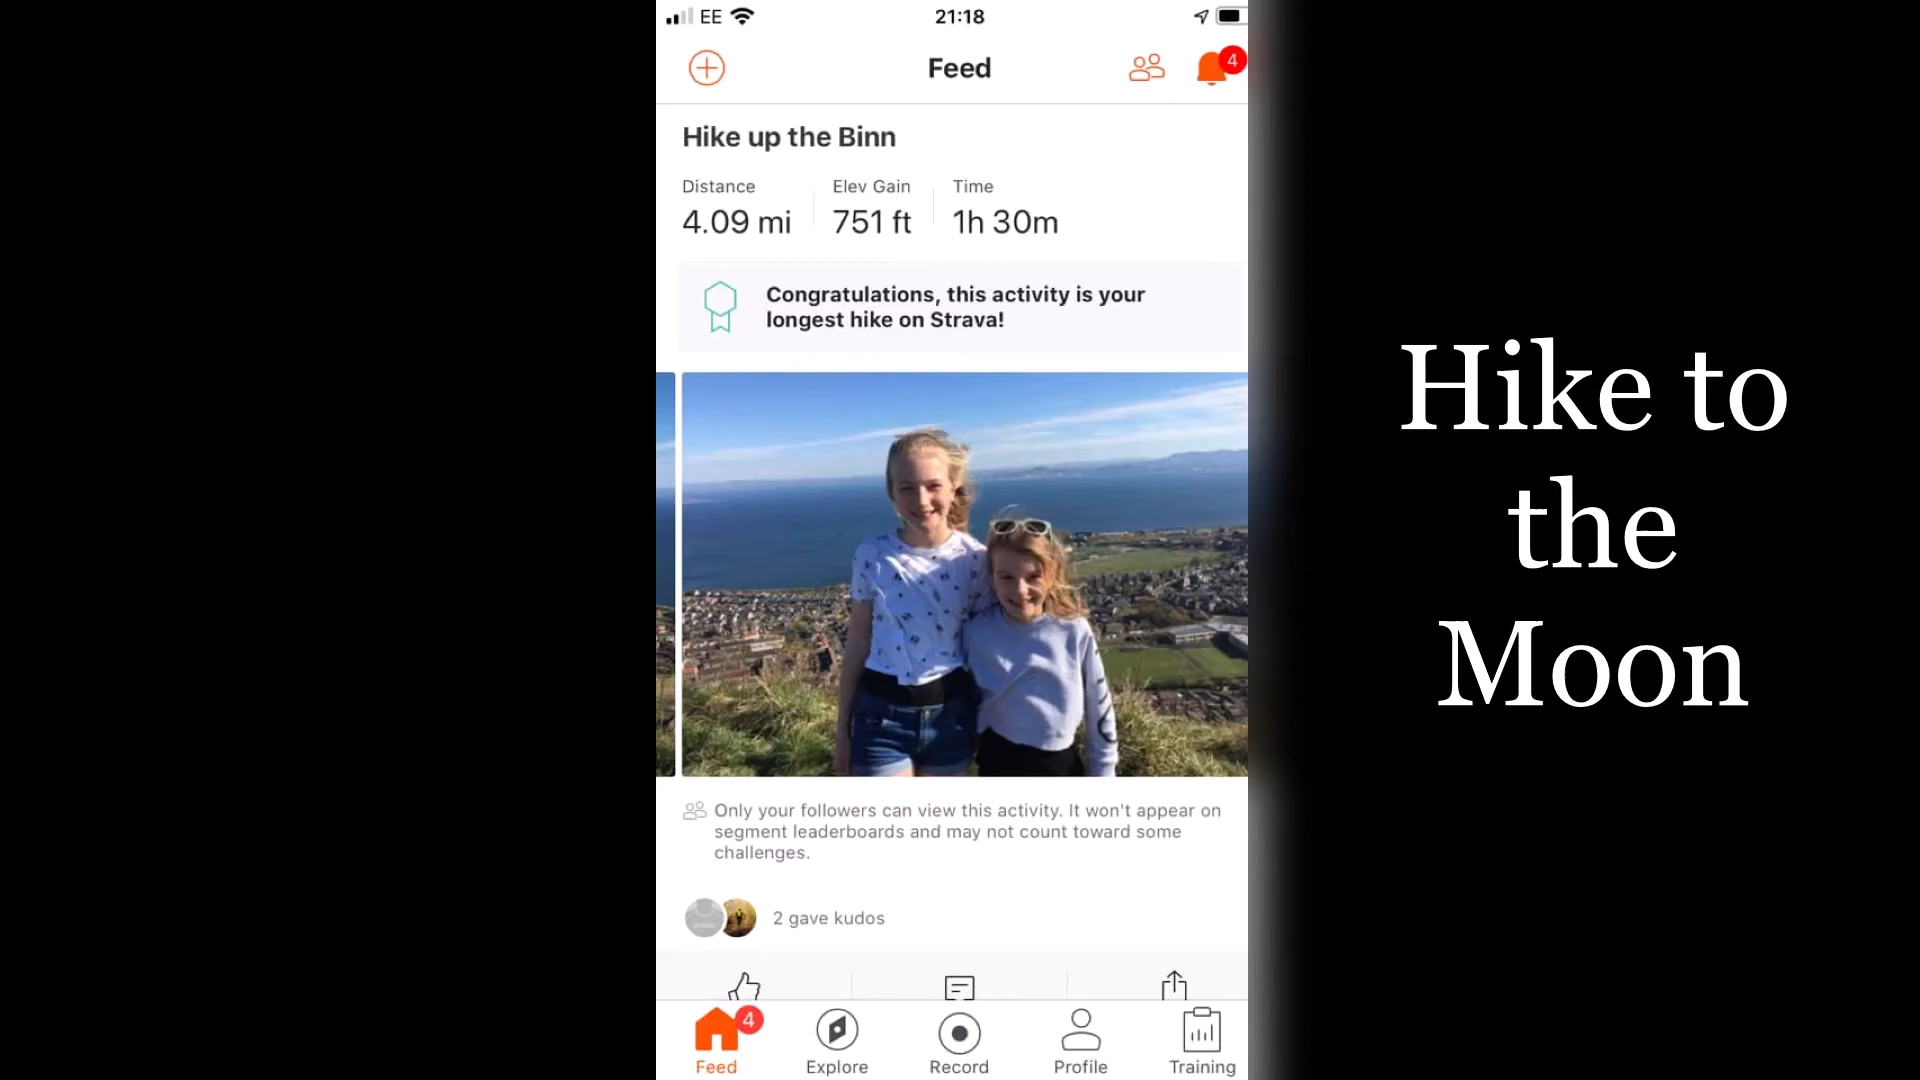 EE
21:18
Feed
4
Hike up the Binn
Distance
Elev Gain
Time
4.09 mi
751 ft
1h 30m
Congratulations, this activity is your
longest hike on Strava!
Hike to
the
Moon
Only your followers can view this activity. It won't appear on
segment leaderboards and may not count toward some
challenges.
2 gave kudos
4
Feed
Explore
Record
Profile
Training